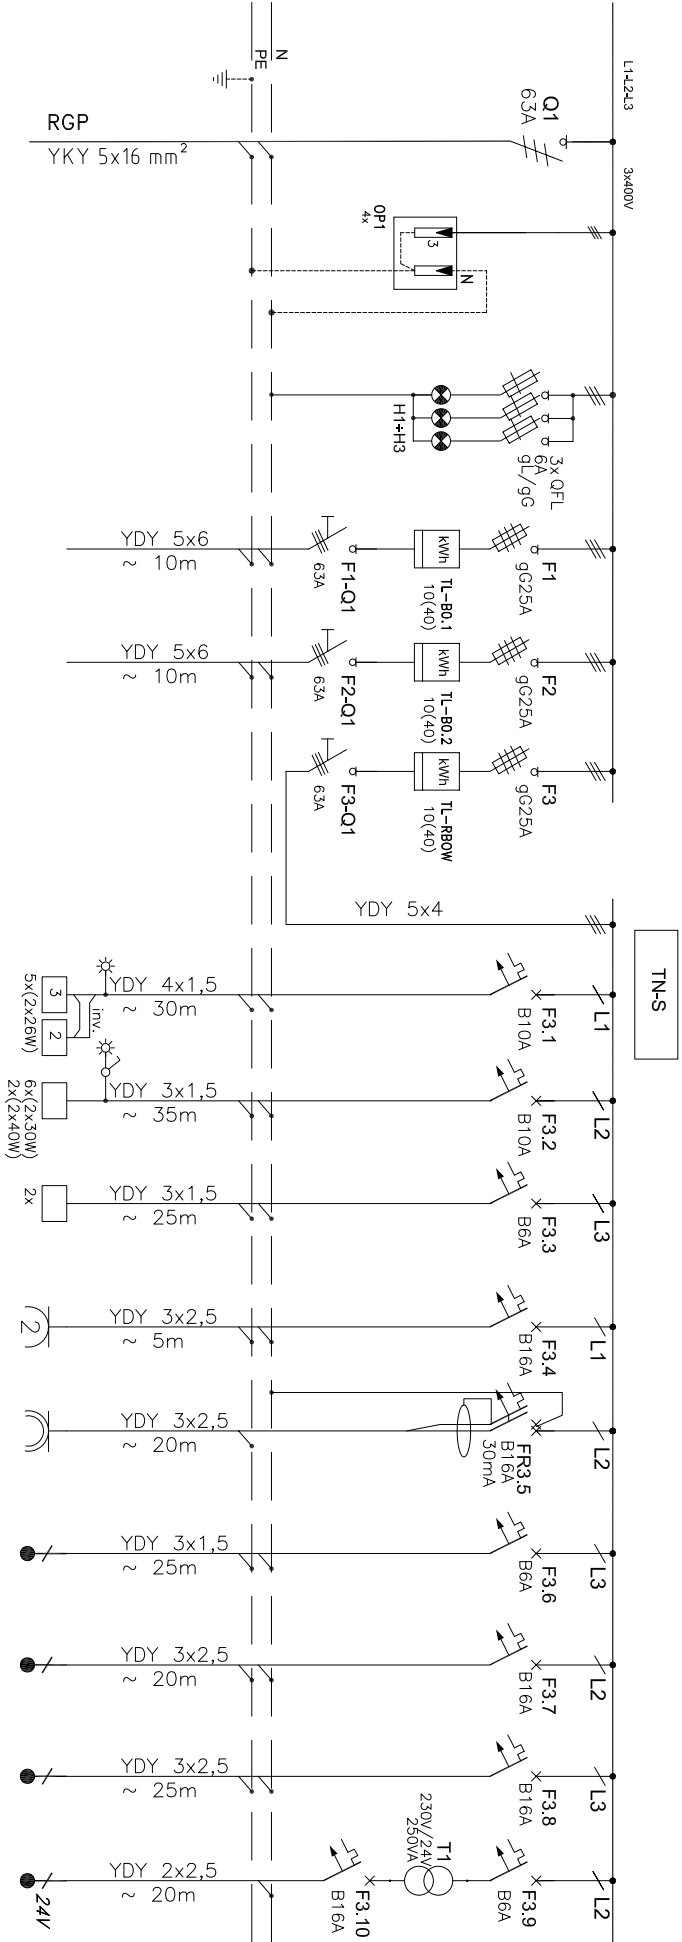 L1-L2-L3
3x400V
N
PE
Q1
63A
RGP
YKY 5x16 mm²
OP1
4x
3
N
3x QFL
6A
gL/gG
H1÷H3
F1
gG25A
kWh
TL-B0.1
10(40)
F1-Q1
63A
YDY 5x6
~ 10m
F2
gG25A
kWh
TL-B0.2
10(40)
F2-Q1
63A
YDY 5x6
~ 10m
F3
gG25A
kWh
TL-RBOW
10(40)
F3-Q1
63A
YDY 5x4
TN-S
L1
F3.1
B10A
YDY 4x1,5
~ 30m
inv.
3
2
5x(2x26W)
L2
F3.2
B10A
YDY 3x1,5
~ 35m
6x(2x30W)
2x(2x40W)
L3
F3.3
B6A
YDY 3x1,5
~ 25m
2x
L1
F3.4
B16A
YDY 3x2,5
~ 5m
2
L2
FR3.5
B16A
30mA
YDY 3x2,5
~ 20m
L3
F3.6
B6A
YDY 3x1,5
~ 25m
L2
F3.7
B16A
YDY 3x2,5
~ 20m
L3
F3.8
B16A
YDY 3x2,5
~ 25m
L2
F3.9
B6A
T1
230V/24V
250VA
F3.10
B16A
YDY 2x2,5
~ 20m
24V